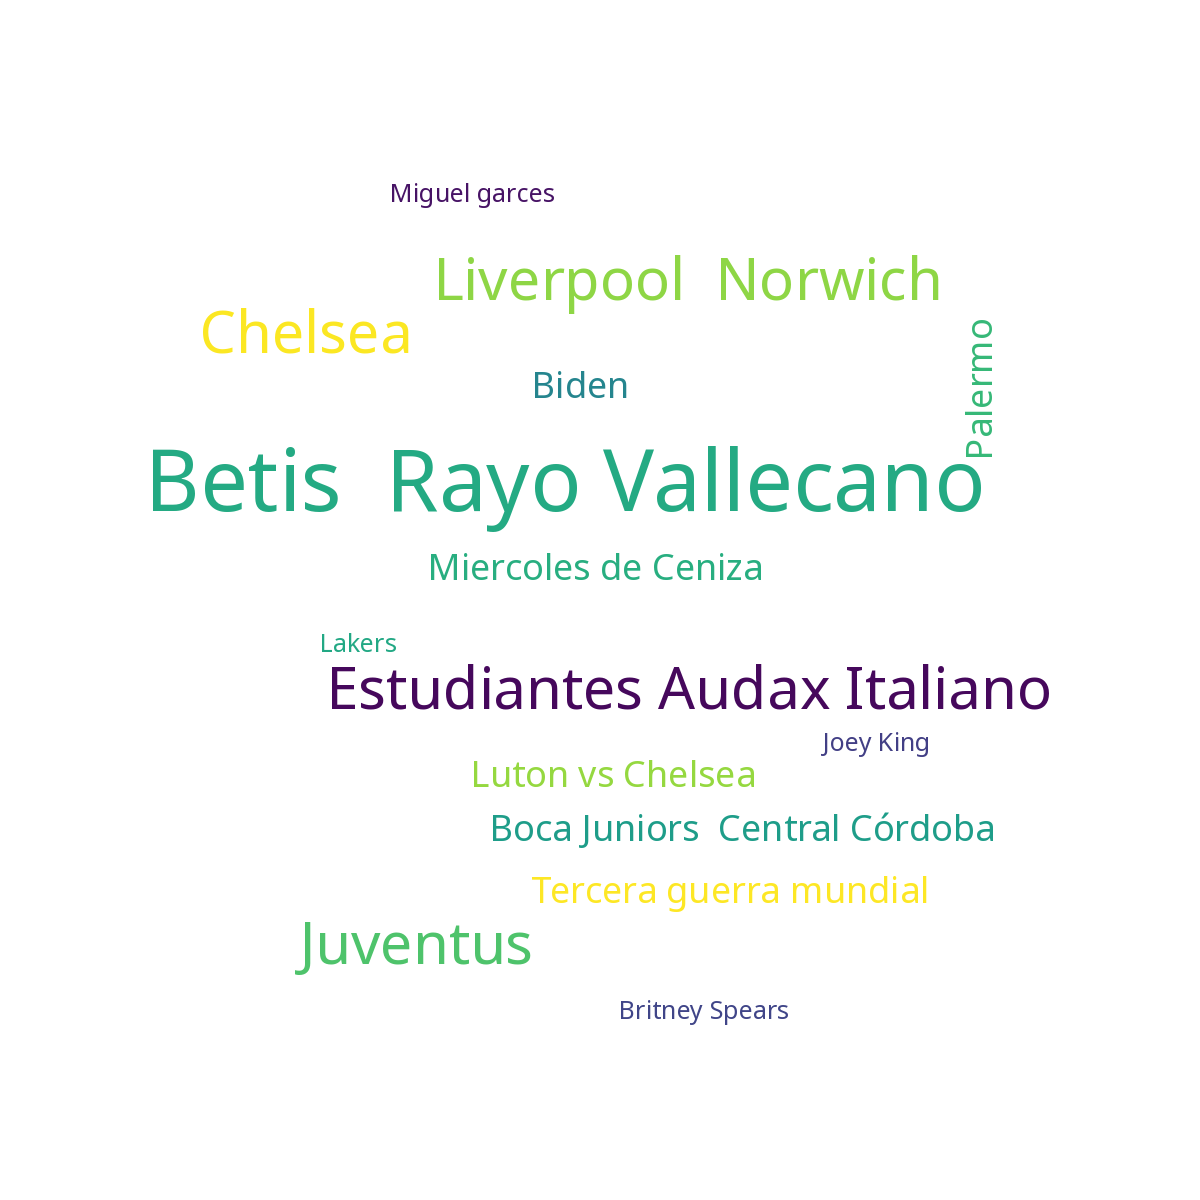 Miguel garces
Liverpool  Norwich
Chelsea
Palermo
Biden
Betis  Rayo Vallecano
Miercoles de Ceniza
Lakers
Estudiantes Audax Italiano
Joey King
Luton vs Chelsea
Boca Juniors  Central Córdoba
Tercera guerra mundial
Juventus
Britney Spears